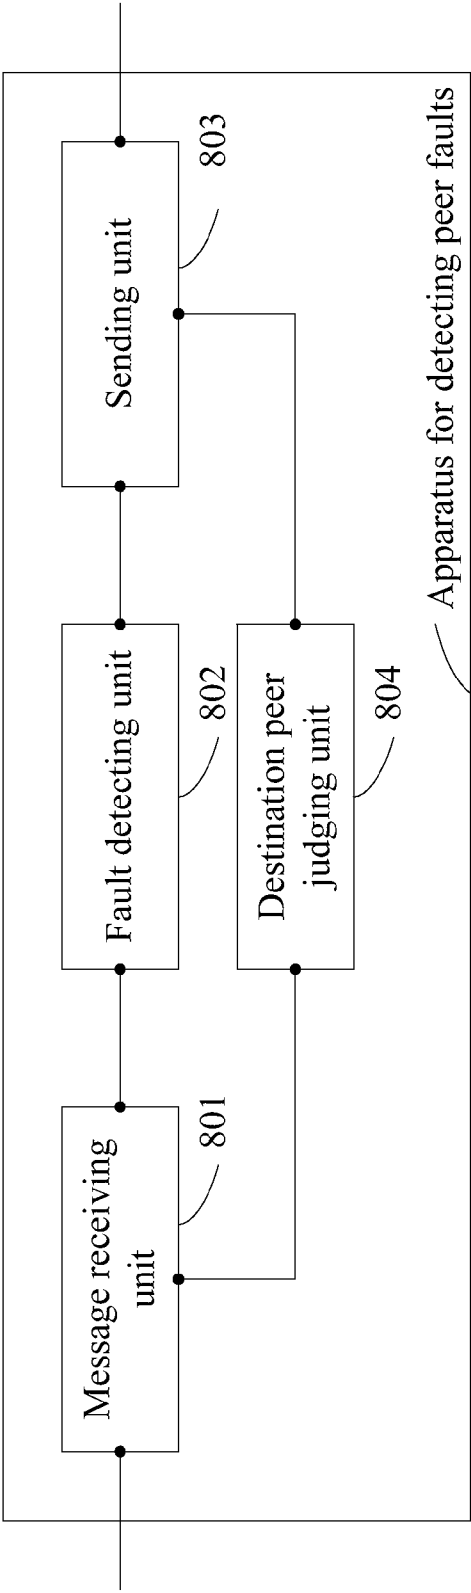 Message receiving
unit
801
Fault detecting unit
802
Sending unit
803
Destination peer
judging unit
804
Apparatus for detecting peer faults